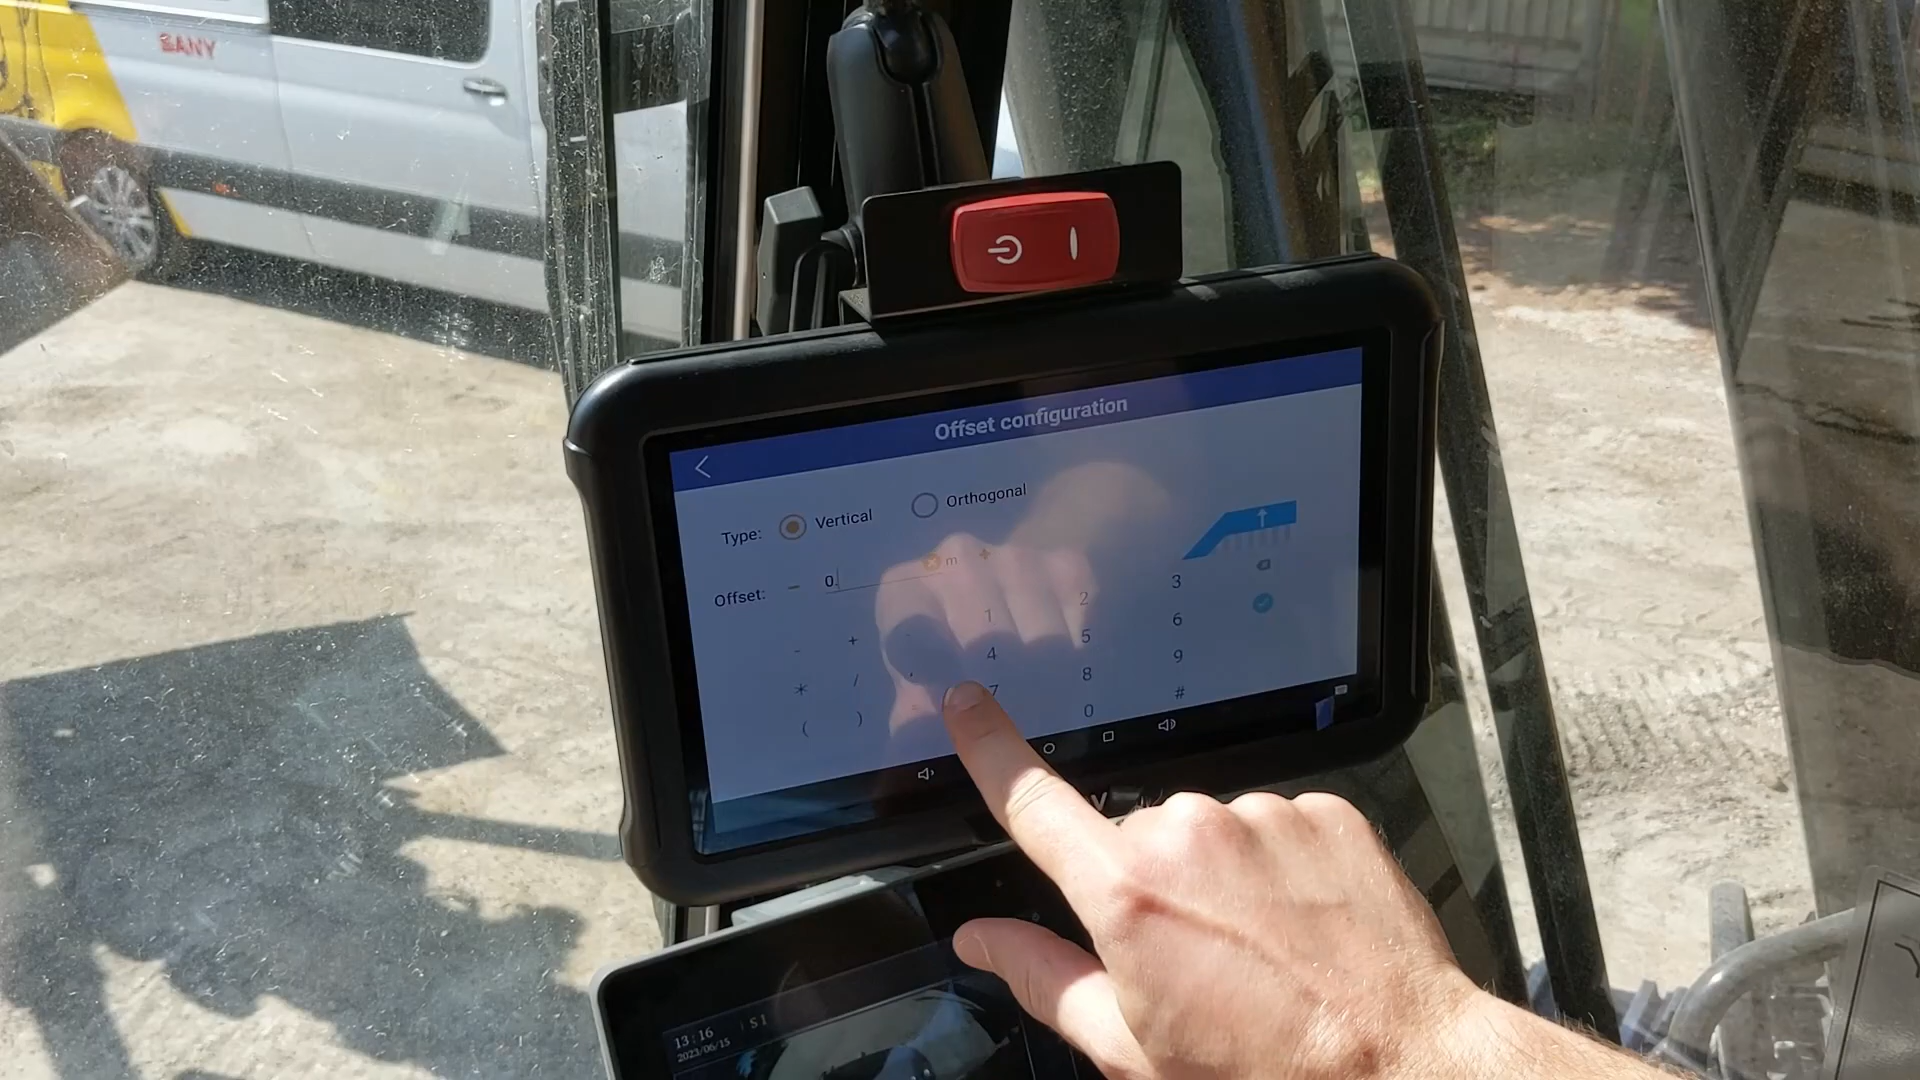 SANY
Offset configuration
Type: Vertical Orthogonal
Offset: - 0. m +
- + 1 2 3
* / , 4 5 6
( ) 7 8 9
0 #
13:16 S 1
2023/06/15